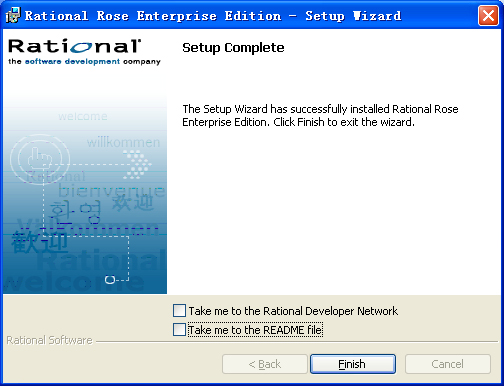 Rational Rose Enterprise Edition - Setup Wizard
Rational
the software development company
Setup Complete
The Setup Wizard has successfully installed Rational Rose
Enterprise Edition. Click Finish to exit the wizard.
welcome
willkommen
Rational
bienvenue
환영
欢迎
Willkommen
歡迎
Rational
welcome
Take me to the Rational Developer Network
Take me to the README file
Rational Software
< Back
Finish
Cancel